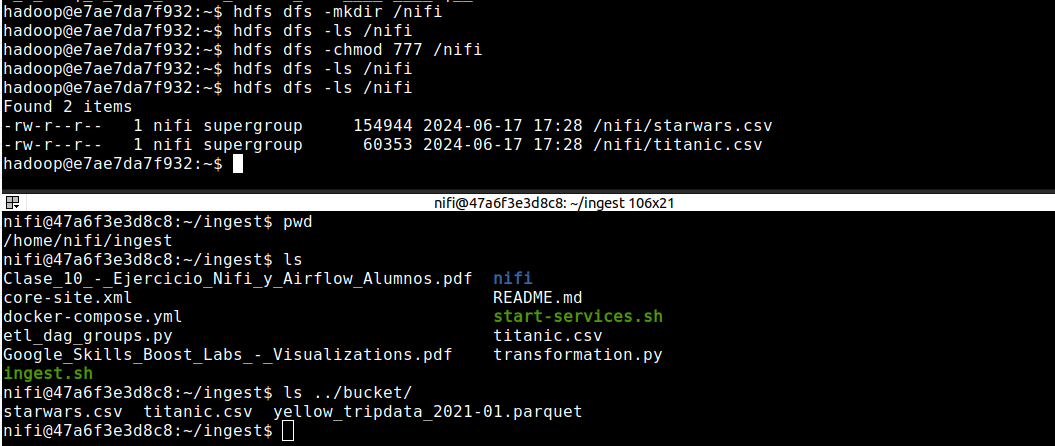 hadoop@e7ae7da7f932:~$ hdfs dfs -mkdir /nifi
hadoop@e7ae7da7f932:~$ hdfs dfs -ls /nifi
hadoop@e7ae7da7f932:~$ hdfs dfs -chmod 777 /nifi
hadoop@e7ae7da7f932:~$ hdfs dfs -ls /nifi
hadoop@e7ae7da7f932:~$ hdfs dfs -ls /nifi
Found 2 items
-rw-r--r--   1 nifi supergroup     154944 2024-06-17 17:28 /nifi/starwars.csv
-rw-r--r--   1 nifi supergroup      60353 2024-06-17 17:28 /nifi/titanic.csv
hadoop@e7ae7da7f932:~$
nifi@47a6f3e3d8c8: ~/ingest 106x21
nifi@47a6f3e3d8c8:~/ingest$ pwd
/home/nifi/ingest
nifi@47a6f3e3d8c8:~/ingest$ ls
Clase_10_-_Ejercicio_Nifi_y_Airflow_Alumnos.pdf  nifi
core-site.xml                                    README.md
docker-compose.yml                               start-services.sh
etl_dag_groups.py                                titanic.csv
Google_Skills_Boost_Labs_-_Visualizations.pdf    transformation.py
ingest.sh
nifi@47a6f3e3d8c8:~/ingest$ ls ../bucket/
starwars.csv  titanic.csv  yellow_tripdata_2021-01.parquet
nifi@47a6f3e3d8c8:~/ingest$